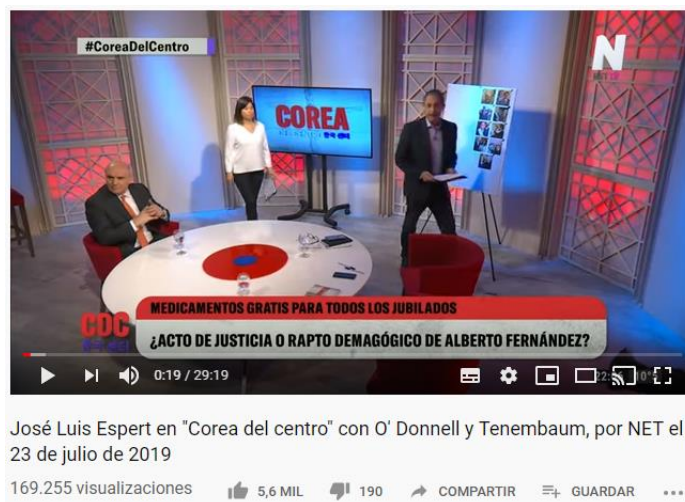 #CoreaDelCentro
N
COREA
MEDICAMENTOS GRATIS PARA TODOS LOS JUBILADOS
CDC
¿ACTO DE JUSTICIA O RAPTO DEMAGÓGICO DE ALBERTO FERNÁNDEZ?
0:19 / 29:19
José Luis Espert en "Corea del centro" con O' Donnell y Tenembaum, por NET el
23 de julio de 2019
169.255 visualizaciones 5,6 MIL 190 COMPARTIR GUARDAR